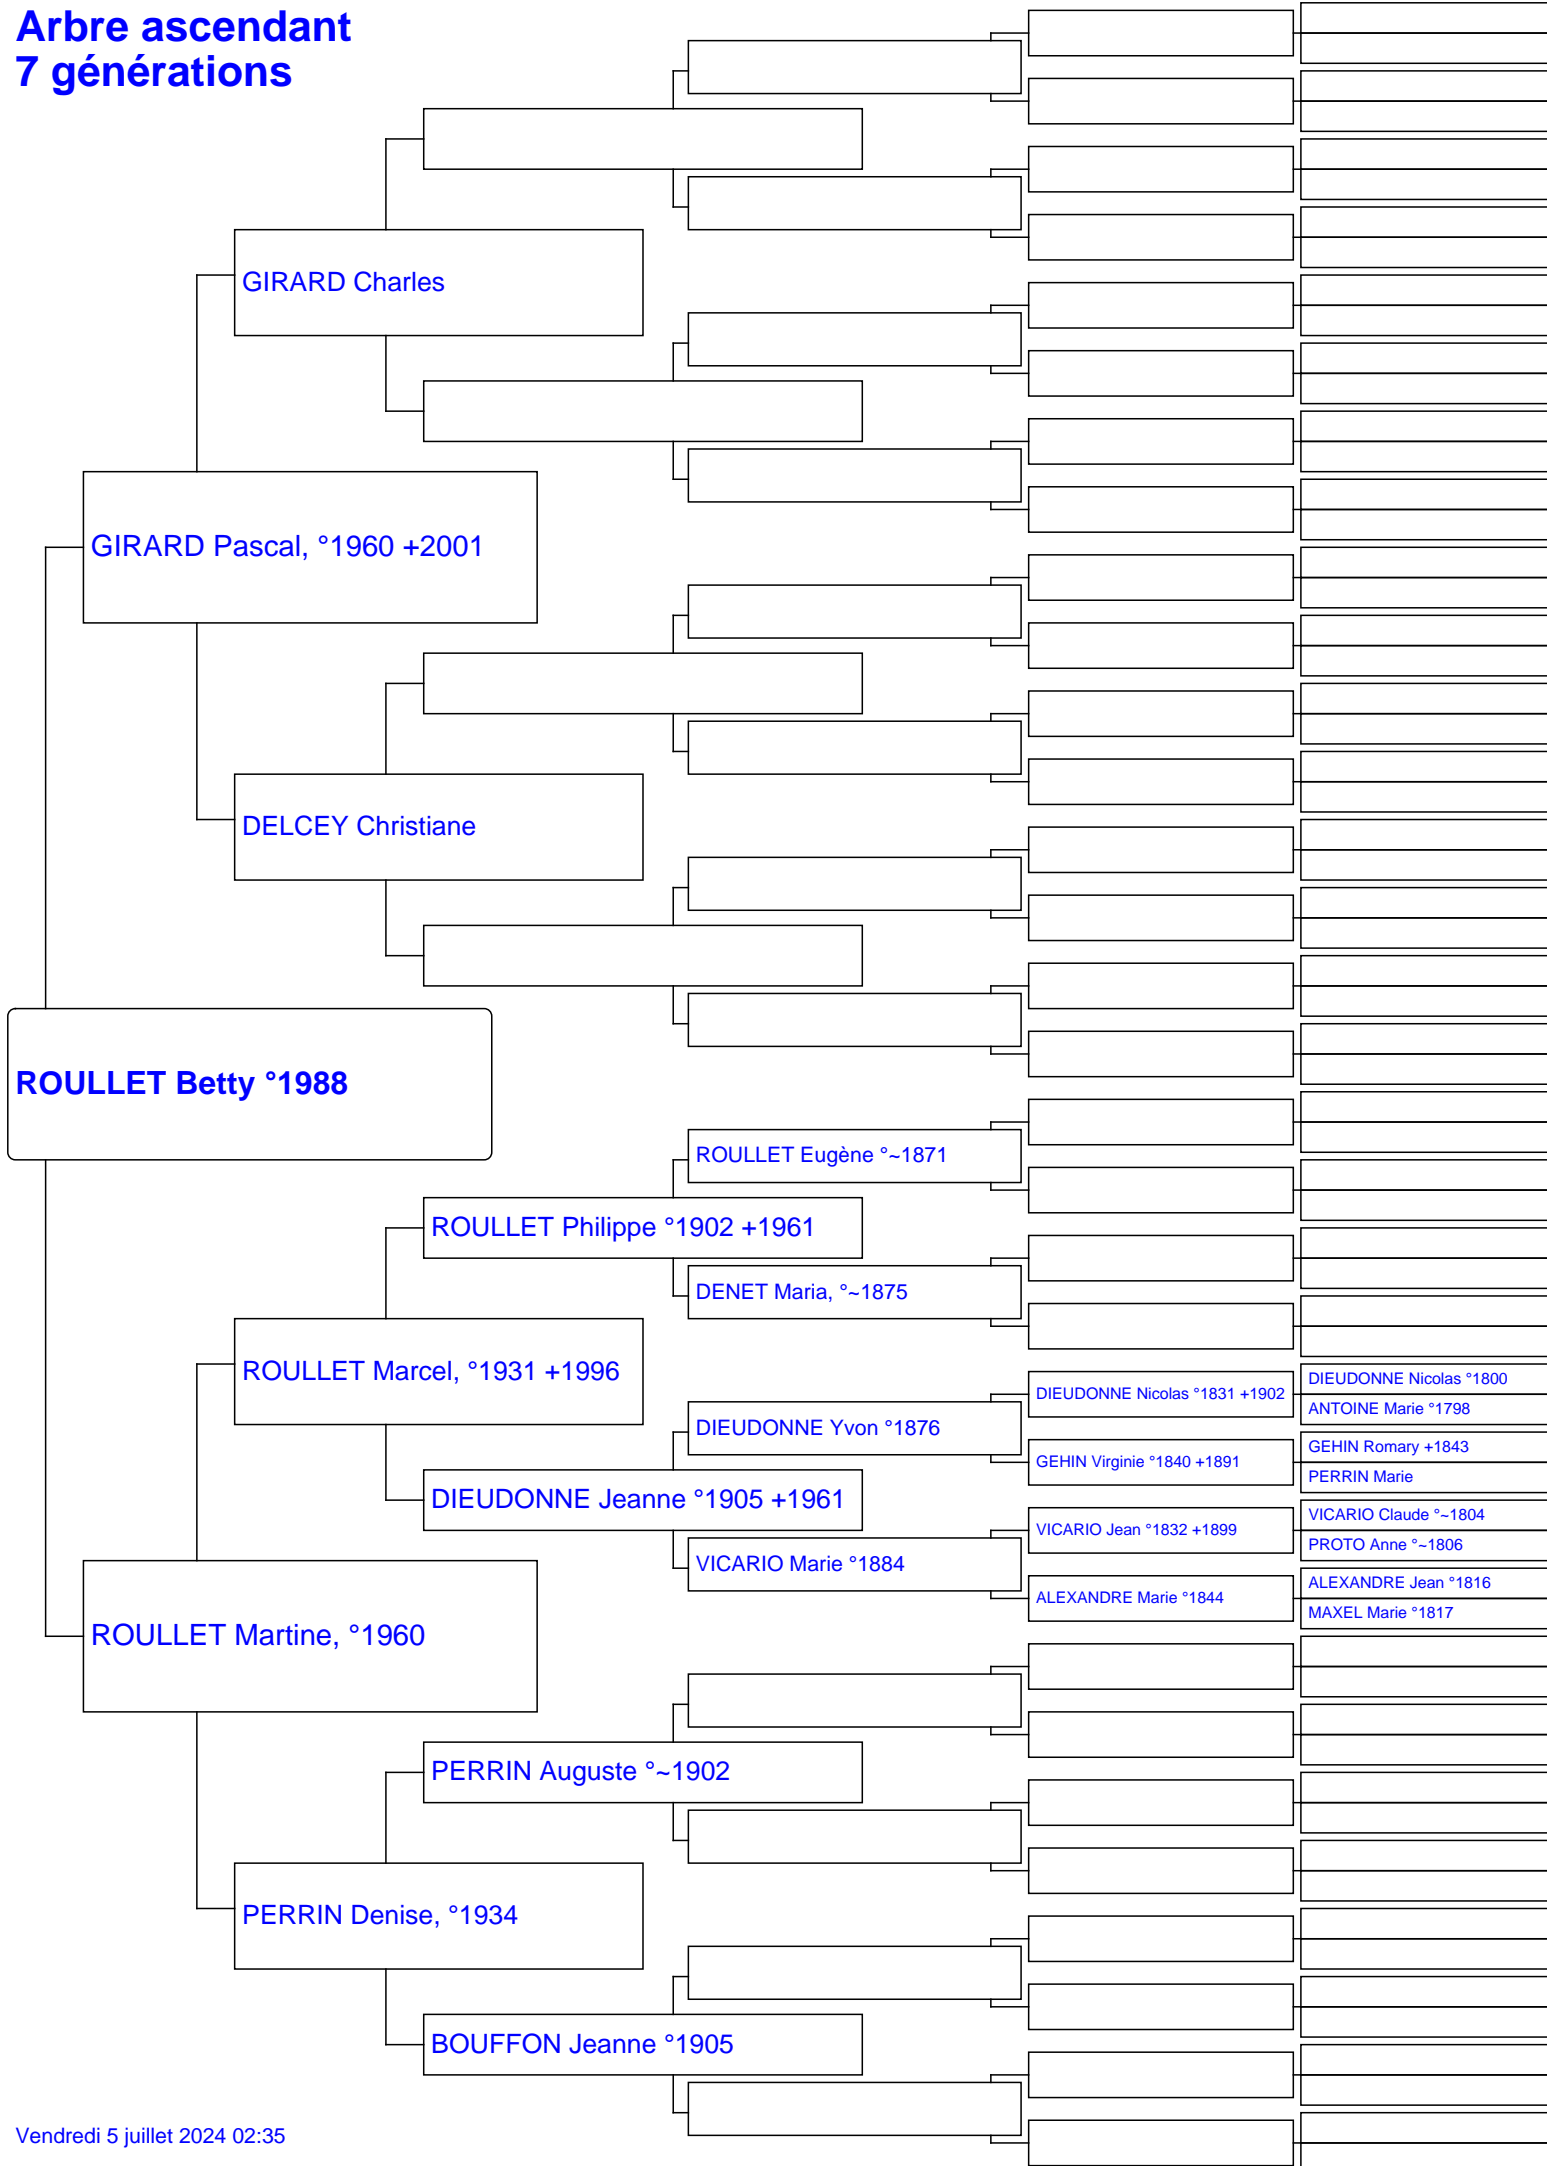 Arbre ascendant
7 générations
GIRARD Charles
GIRARD Pascal, °1960 +2001
DELCEY Christiane
ROULLET Betty °1988
ROULLET Eugène °~1871
ROULLET Philippe °1902 +1961
DENET Maria, °~1875
ROULLET Marcel, °1931 +1996
DIEUDONNE Nicolas °1800
DIEUDONNE Nicolas °1831 +1902
ANTOINE Marie °1798
DIEUDONNE Yvon °1876
GEHIN Romary +1843
GEHIN Virginie °1840 +1891
PERRIN Marie
DIEUDONNE Jeanne °1905 +1961
VICARIO Claude °~1804
VICARIO Jean °1832 +1899
PROTO Anne °~1806
VICARIO Marie °1884
ALEXANDRE Jean °1816
ALEXANDRE Marie °1844
MAXEL Marie °1817
ROULLET Martine, °1960
PERRIN Auguste °~1902
PERRIN Denise, °1934
BOUFFON Jeanne °1905
Vendredi 5 juillet 2024 02:35